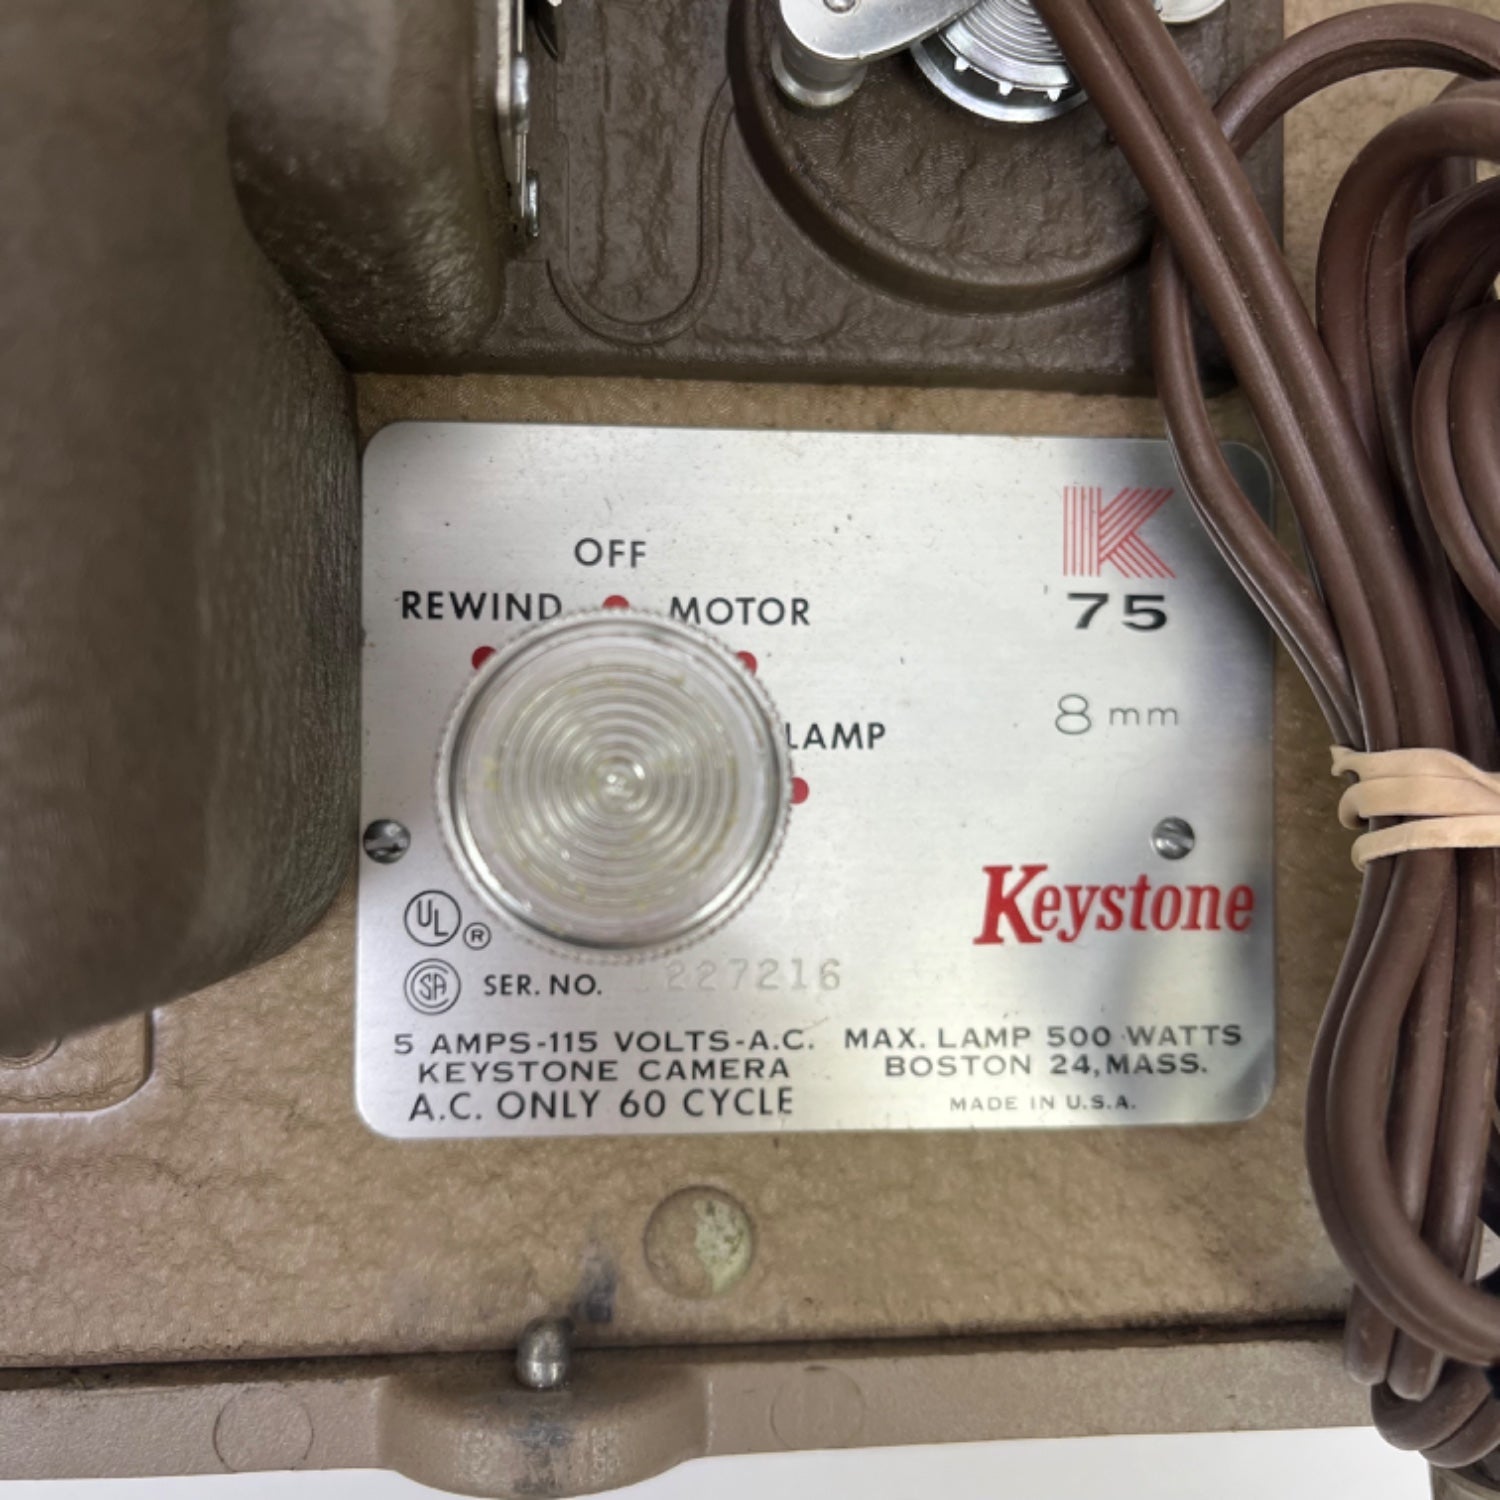 OFF
REWIND MOTOR
K
75
LAMP
8 mm
Keystone
UL ®
SA SER. NO. 227216
5 AMPS-115 VOLTS-A.C. MAX. LAMP 500 WATTS
KEYSTONE CAMERA BOSTON 24, MASS.
A.C. ONLY 60 CYCLE MADE IN U.S.A.